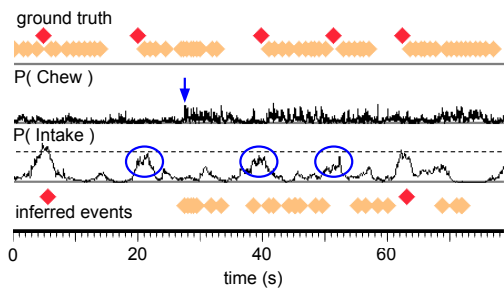 ground truth
P( Chew )
P( Intake )
inferred events
0 20 40 60
time (s)